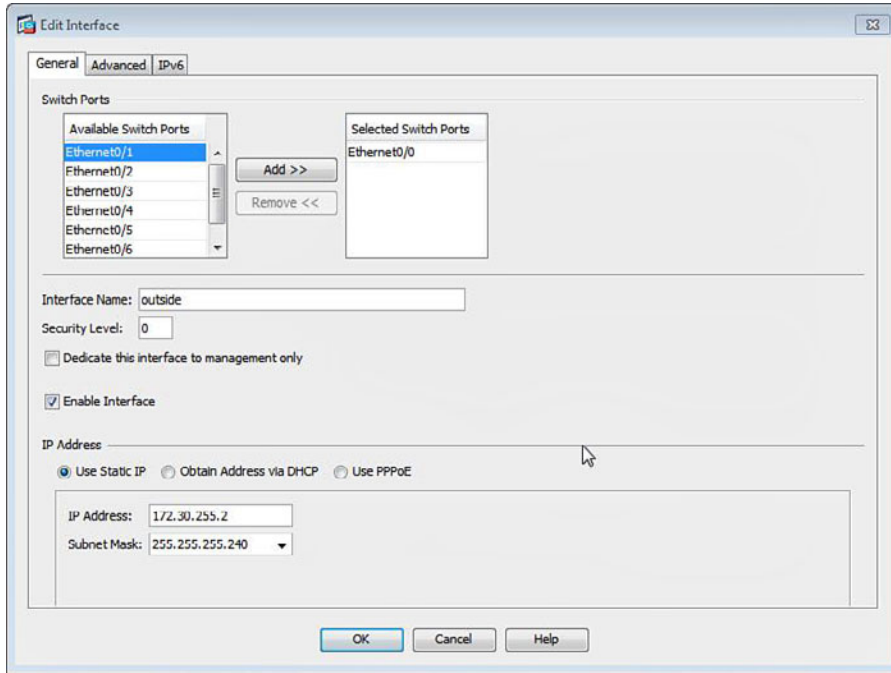 Edit Interface
General Advanced IPv6
Switch Ports
Available Switch Ports
Ethernet0/1
Ethernet0/2
Ethernet0/3
Ethernet0/4
Ethernet0/5
Ethernet0/6
Add >>
Remove <<
Selected Switch Ports
Ethernet0/0
Interface Name: outside
Security Level: 0
Dedicate this interface to management only
Enable Interface
IP Address
Use Static IP Obtain Address via DHCP Use PPPoE
IP Address: 172.30.255.2
Subnet Mask: 255.255.255.240
OK Cancel Help